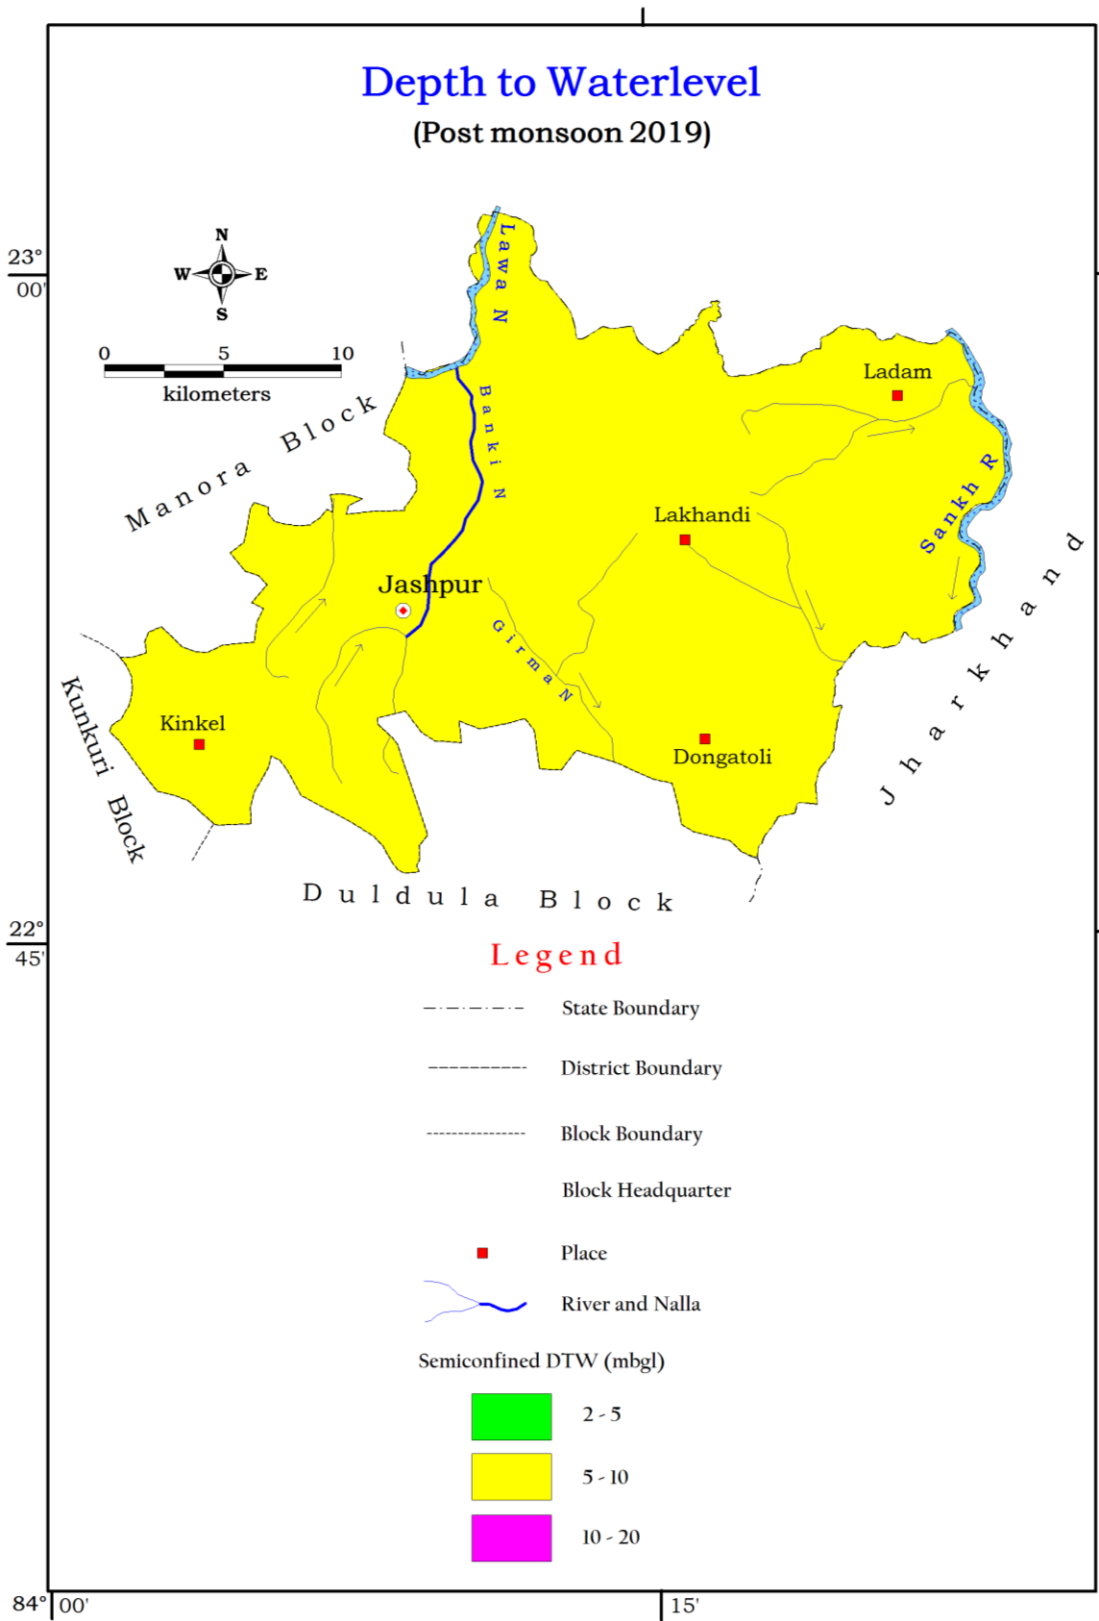 Depth to Waterlevel
(Post monsoon 2019)
N
W E
S
23°
00'
0 5 10
kilometers
Lawa N
Banki N
Manora Block
Ladam
Sankh R
Lakhandi
Jashpur
Girma N
Jharkhand
Kunkuri Block
Kinkel
Dongatoli
Duldula Block
22°
45'
Legend
State Boundary
District Boundary
Block Boundary
Block Headquarter
Place
River and Nalla
Semiconfined DTW (mbgl)
2 - 5
5 - 10
10 - 20
84° 00' 15'